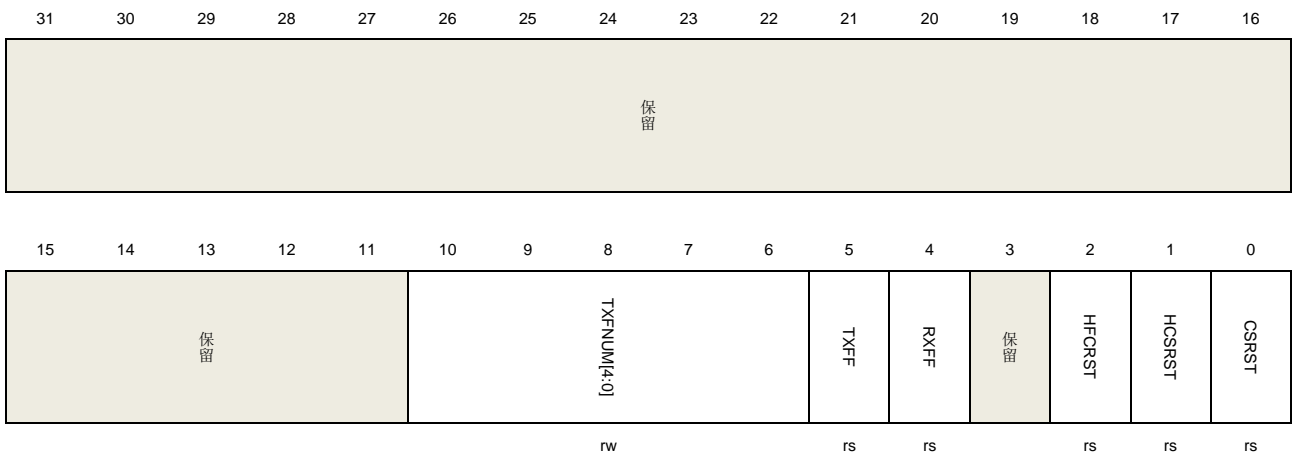 31 30 29 28 27 26 25 24 23 22 21 20 19 18 17 16
保留
15 14 13 12 11 10 9 8 7 6 5 4 3 2 1 0
保留 TXFNUM[4:0] TXFF RXFF 保留 HFCRST HCSRST CSRST
rw rs rs rs rs rs